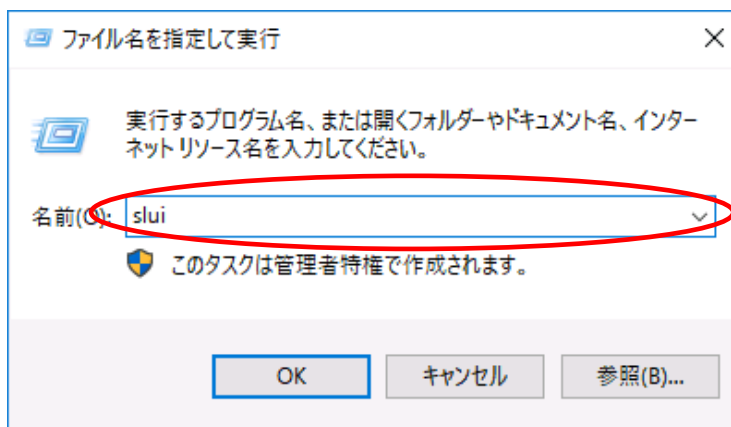 ファイル名を指定して実行
実行するプログラム名、または開くフォルダーやドキュメント名、インター
ネット リソース名を入力してください。
名前(O): slui
このタスクは管理者特権で作成されます。
OK キャンセル 参照(B)...